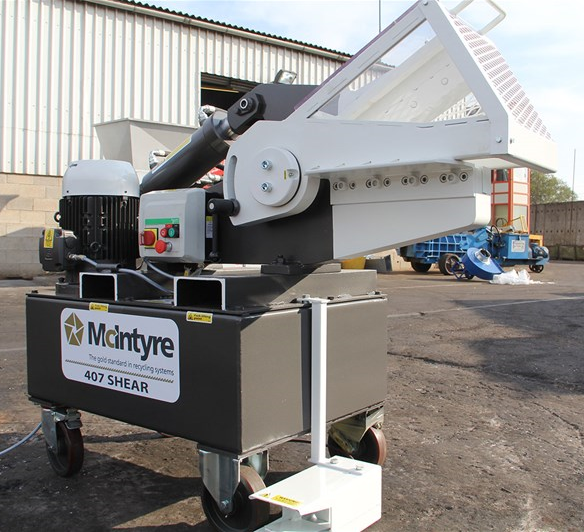 McIntyre
The gold standard in recycling systems
407 SHEAR